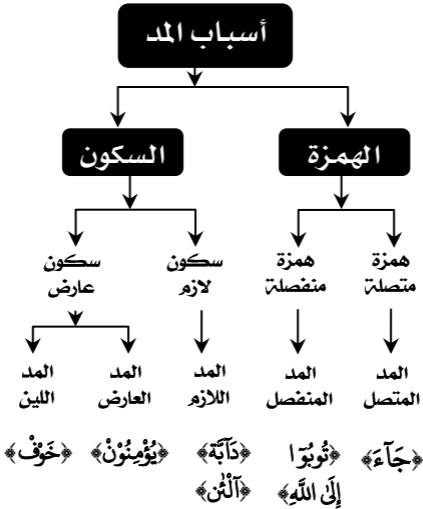 أسباب المد
الهمزة
السكون
همزة
متصلة
همزة
منفصلة
سكون
لازم
سكون
عارض
المد
المتصل
المد
المنفصل
المد
اللازم
المد
العارض
المد
اللين
﴿جَآءَ﴾
﴿تُوبُوٓا
إِلَى اللَّهِ﴾
﴿دَآبَّة﴾
﴿آلْـَٰٔن﴾
﴿يُؤْمِنُوْنْ﴾
﴿خَوْفْ﴾